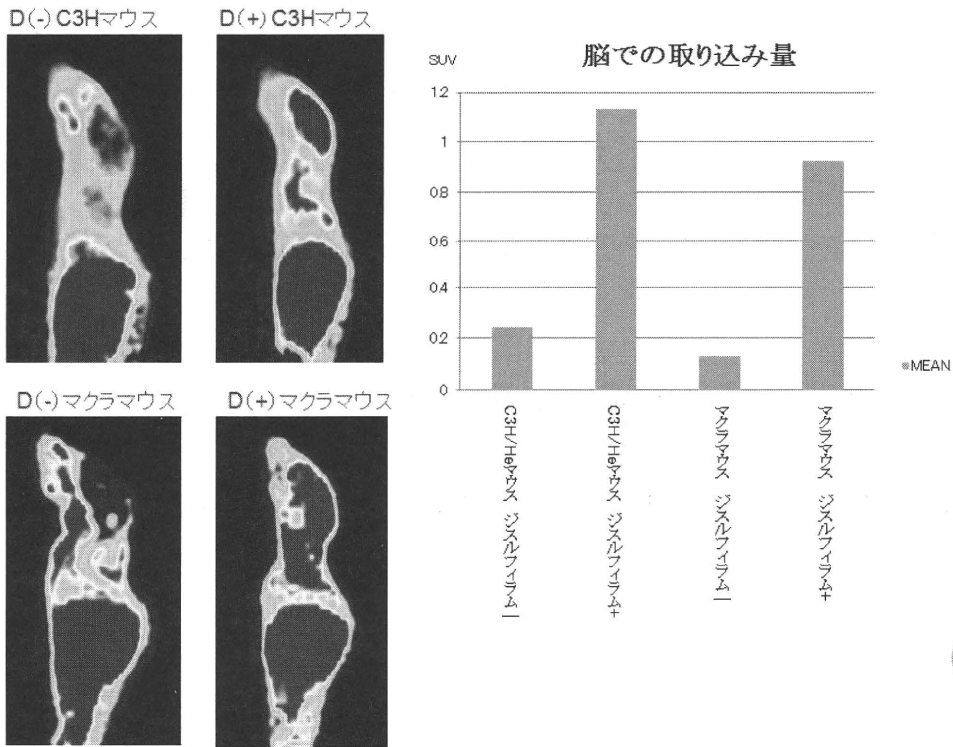 D(-) C3Hマウス
D(+) C3Hマウス
D(-) マクラマウス
D(+) マクラマウス
脳での取り込み量
SUV
12
1
08
06
04
02
0
C3H/Heマウス ジスルフィラム-
C3H/Heマウス ジスルフィラム+
マクラマウス ジスルフィラム-
マクラマウス ジスルフィラム+
MEAN